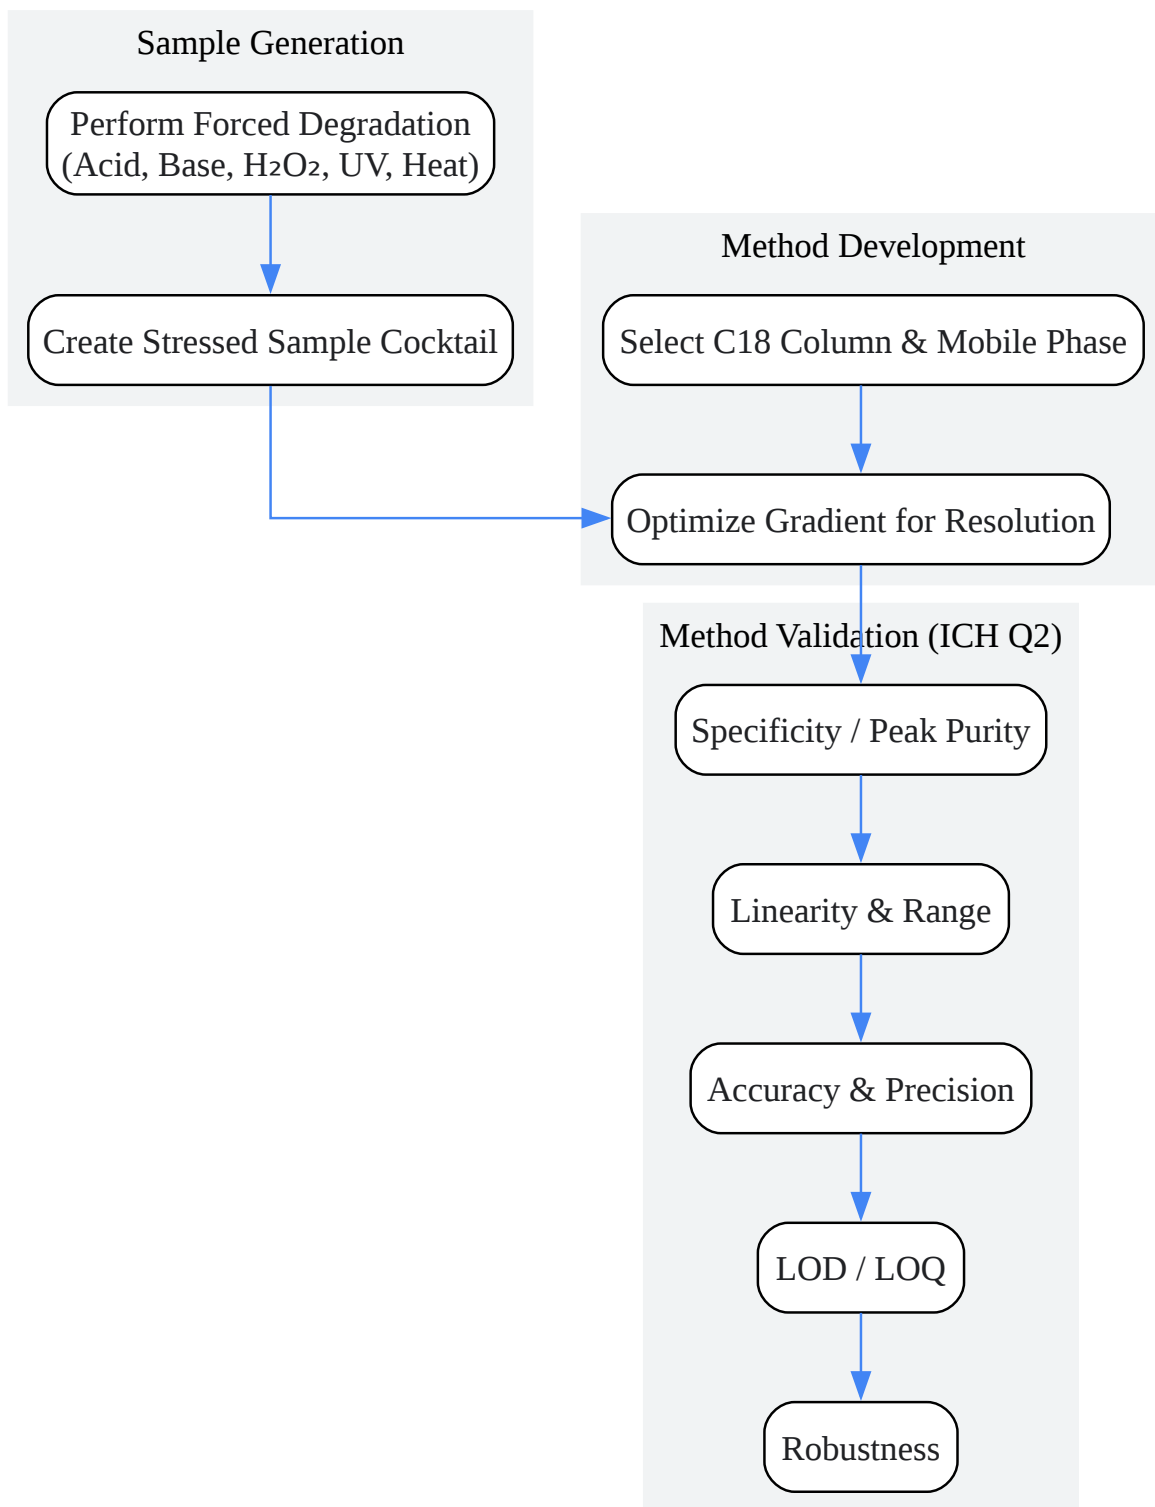 Sample Generation
Perform Forced Degradation
(Acid, Base, H₂O₂, UV, Heat)
Create Stressed Sample Cocktail
Method Development
Select C18 Column & Mobile Phase
Optimize Gradient for Resolution
Method Validation (ICH Q2)
Specificity / Peak Purity
Linearity & Range
Accuracy & Precision
LOD / LOQ
Robustness